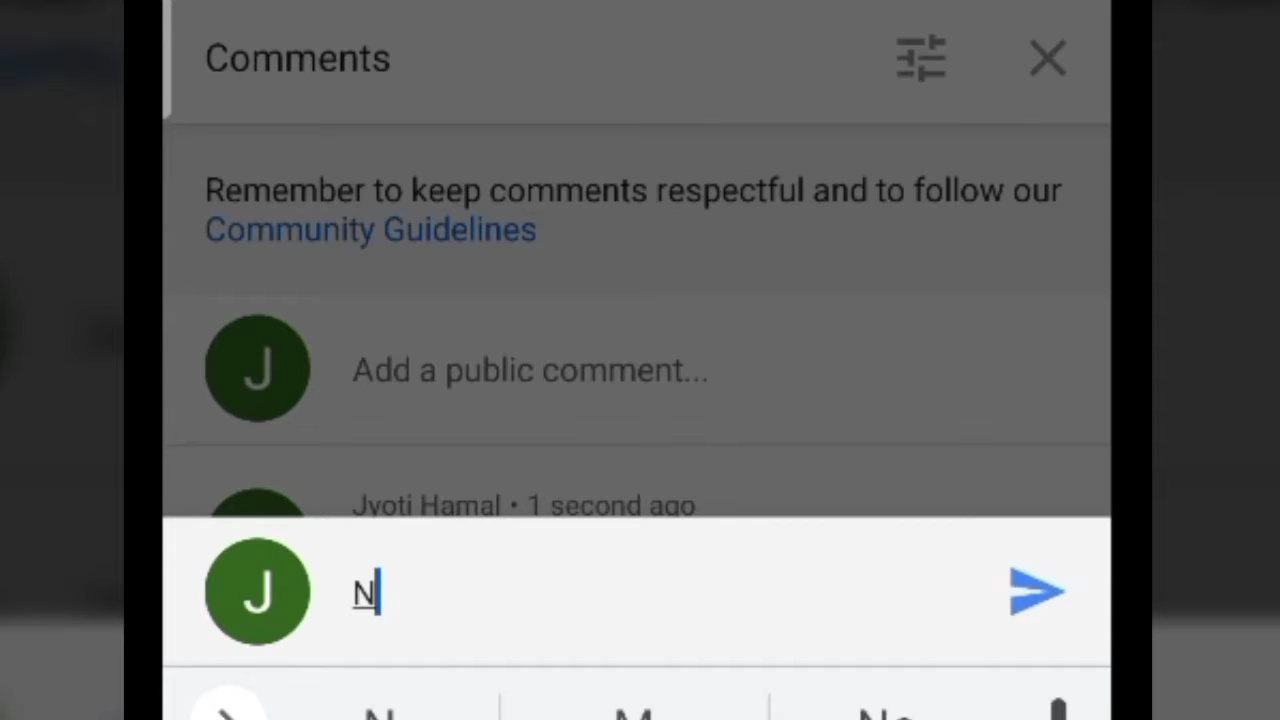 Comments
Remember to keep comments respectful and to follow our
Community Guidelines
J
Add a public comment...
Jyoti Hamal • 1 second ago
J
N
N M